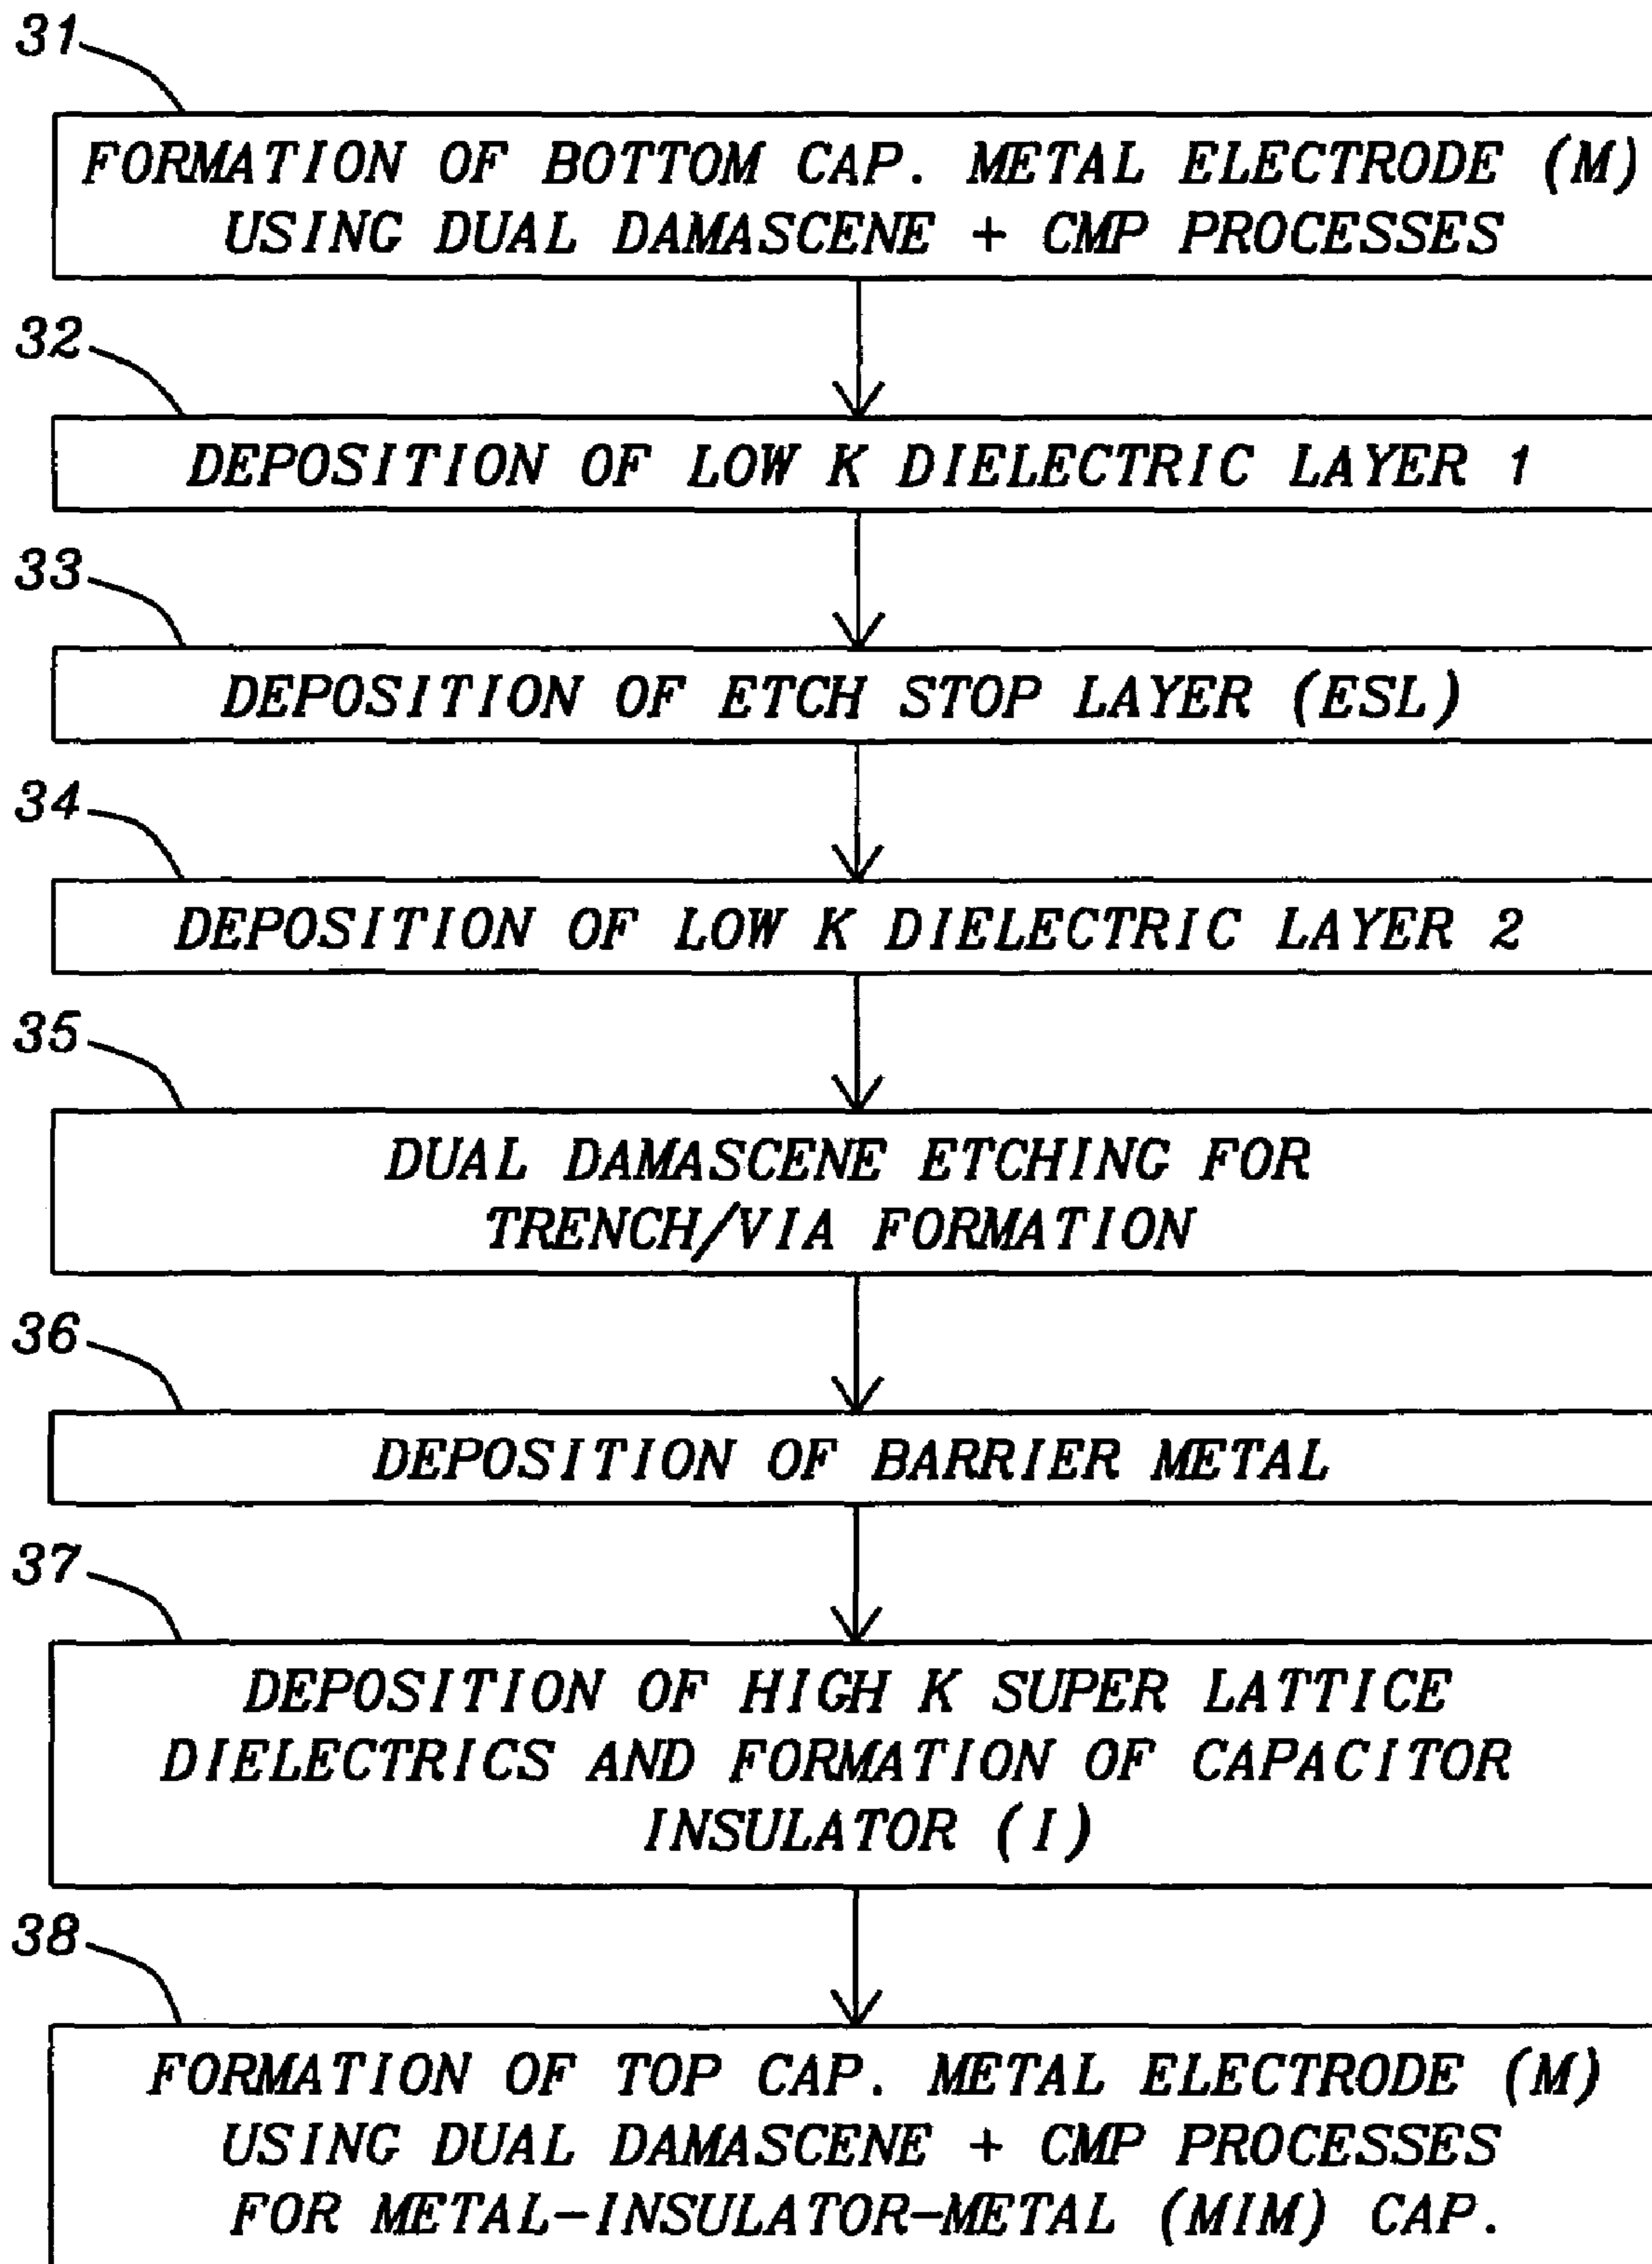 31
FORMATION OF BOTTOM CAP. METAL ELECTRODE (M)
USING DUAL DAMASCENE + CMP PROCESSES
32
DEPOSITION OF LOW K DIELECTRIC LAYER 1
33
DEPOSITION OF ETCH STOP LAYER (ESL)
34
DEPOSITION OF LOW K DIELECTRIC LAYER 2
35
DUAL DAMASCENE ETCHING FOR
TRENCH/VIA FORMATION
36
DEPOSITION OF BARRIER METAL
37
DEPOSITION OF HIGH K SUPER LATTICE
DIELECTRICS AND FORMATION OF CAPACITOR
INSULATOR (I)
38
FORMATION OF TOP CAP. METAL ELECTRODE (M)
USING DUAL DAMASCENE + CMP PROCESSES
FOR METAL-INSULATOR-METAL (MIM) CAP.